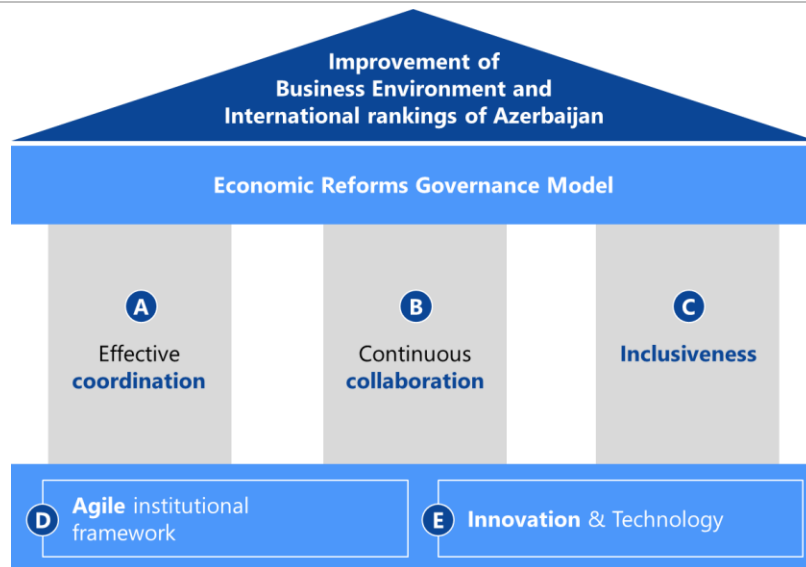 Improvement of
Business Environment and
International rankings of Azerbaijan
Economic Reforms Governance Model
A
Effective
coordination
B
Continuous
collaboration
C
Inclusiveness
D
Agile institutional
framework
E
Innovation & Technology